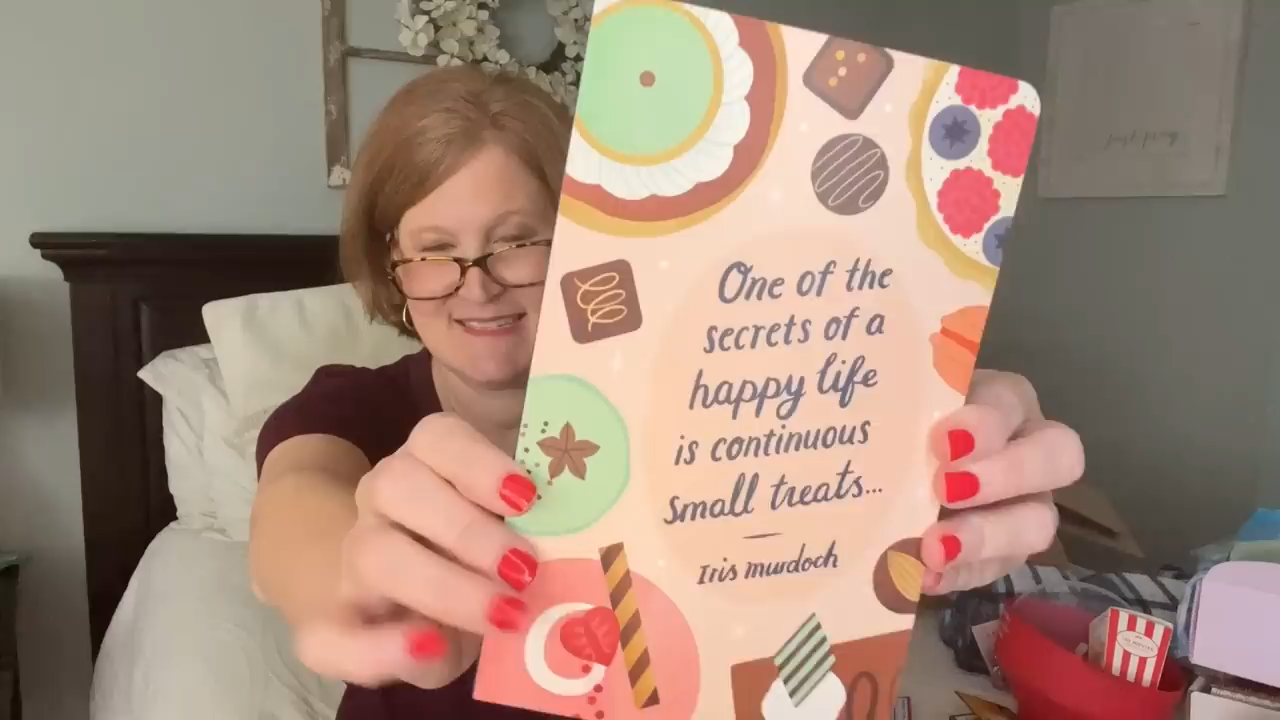 One of the
secrets of a
happy life
is continuous
small treats...
Iris Murdoch